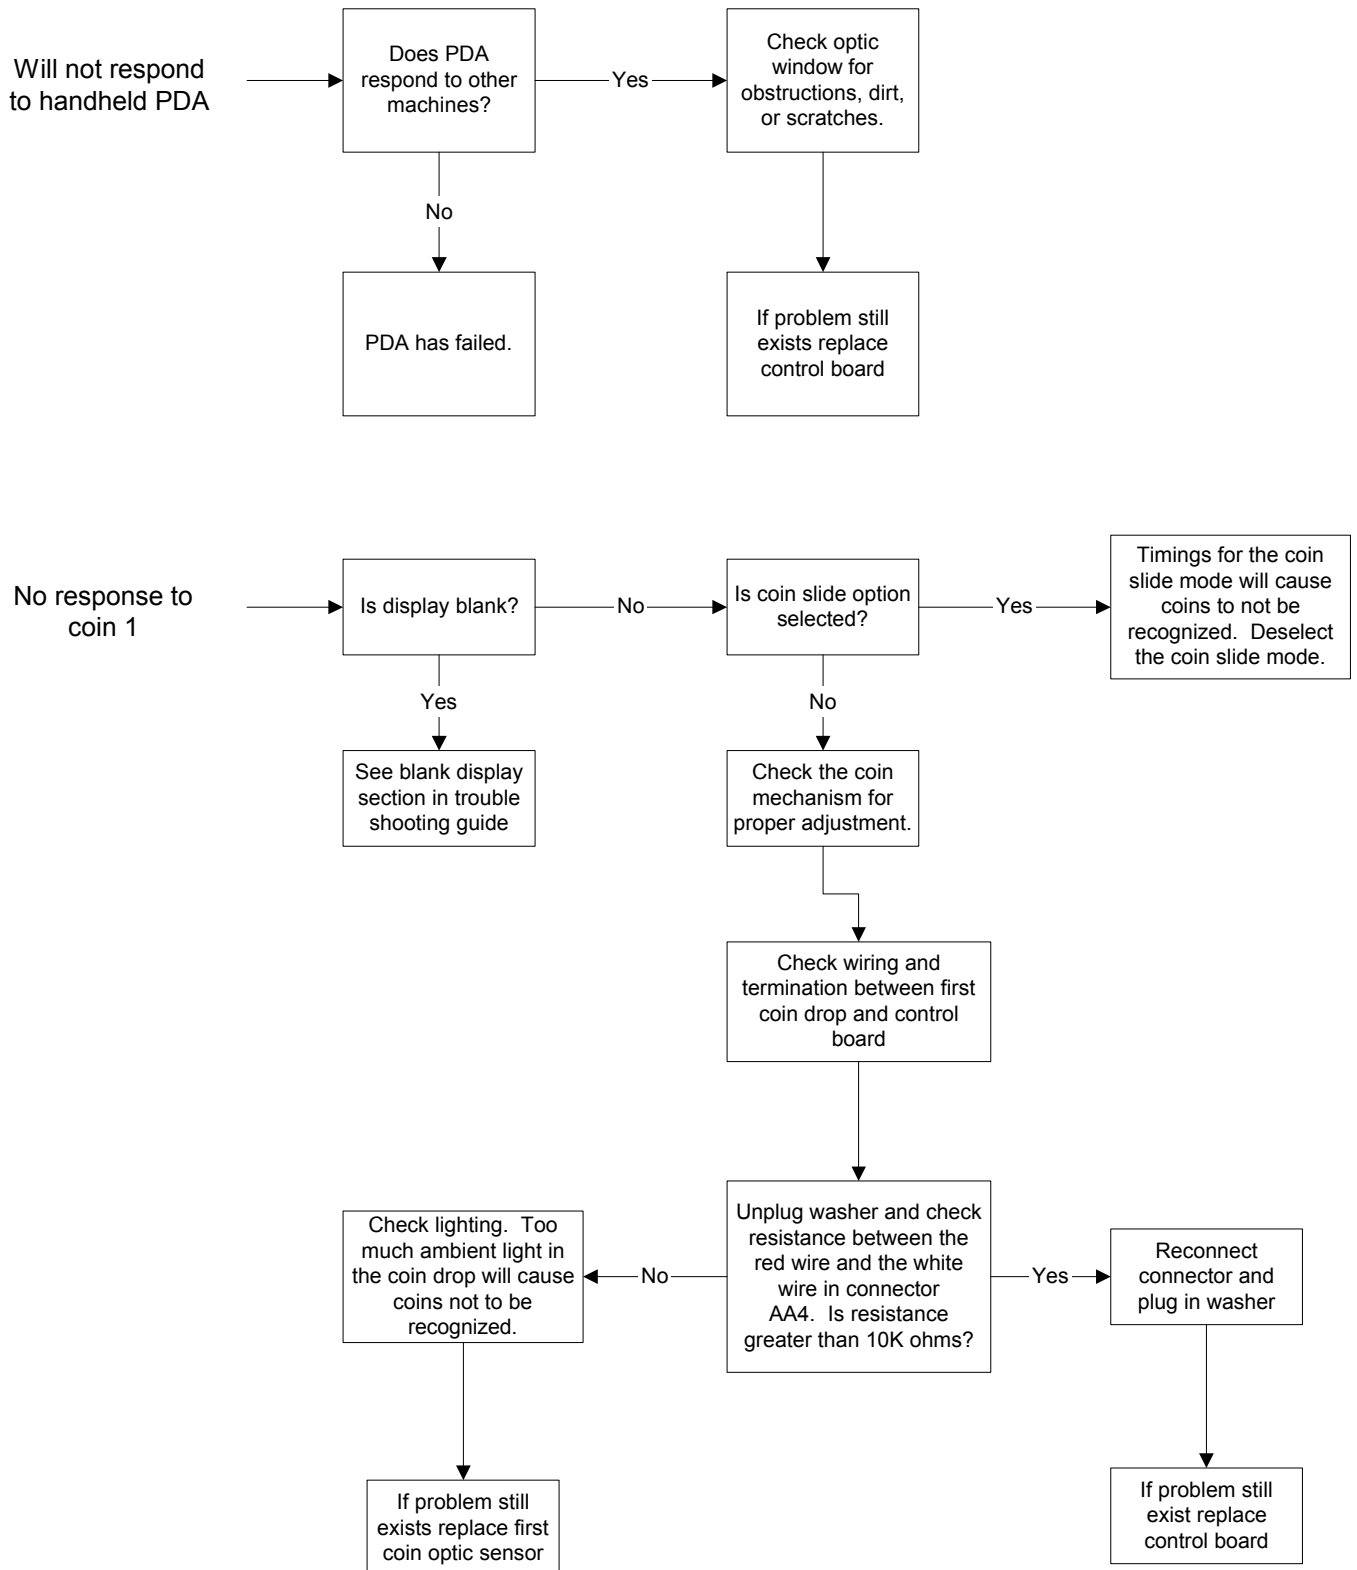 Will not respond
to handheld PDA
Does PDA
respond to other
machines?
Yes
Check optic
window for
obstructions, dirt,
or scratches.
No
PDA has failed.
If problem still
exists replace
control board
No response to
coin 1
Is display blank?
No
Is coin slide option
selected?
Yes
Timings for the coin
slide mode will cause
coins to not be
recognized.  Deselect
the coin slide mode.
Yes
No
See blank display
section in trouble
shooting guide
Check the coin
mechanism for
proper adjustment.
Check wiring and
termination between first
coin drop and control
board
Unplug washer and check
resistance between the
red wire and the white
wire in connector
AA4.  Is resistance
greater than 10K ohms?
No
Check lighting.  Too
much ambient light in
the coin drop will cause
coins not to be
recognized.
Yes
Reconnect
connector and
plug in washer
If problem still
exists replace first
coin optic sensor
If problem still
exist replace
control board